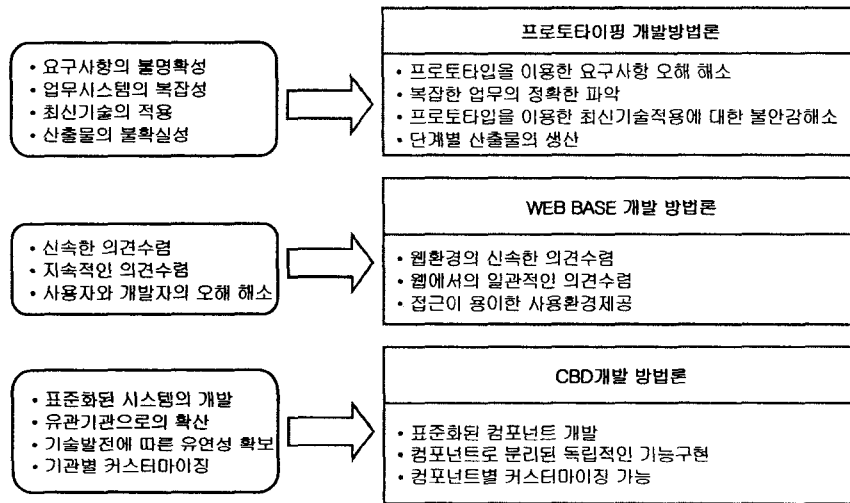 • 요구사항의 불명확성
• 업무시스템의 복잡성
• 최신기술의 적용
• 산출물의 불확실성
프로토타이핑 개발방법론
• 프로토타입을 이용한 요구사항 오해 해소
• 복잡한 업무의 정확한 파악
• 프로토타입을 이용한 최신기술적용에 대한 불안감해소
• 단계별 산출물의 생산
• 신속한 의견수렴
• 지속적인 의견수렴
• 사용자와 개발자의 오해 해소
WEB BASE 개발 방법론
• 웹환경의 신속한 의견수렴
• 웹에서의 일관적인 의견수렴
• 접근이 용이한 사용환경제공
• 표준화된 시스템의 개발
• 유관기관으로의 확산
• 기술발전에 따른 유연성 확보
• 기관별 커스터마이징
CBD개발 방법론
• 표준화된 컴포넌트 개발
• 컴포넌트로 분리된 독립적인 기능구현
• 컴포넌트별 커스터마이징 가능